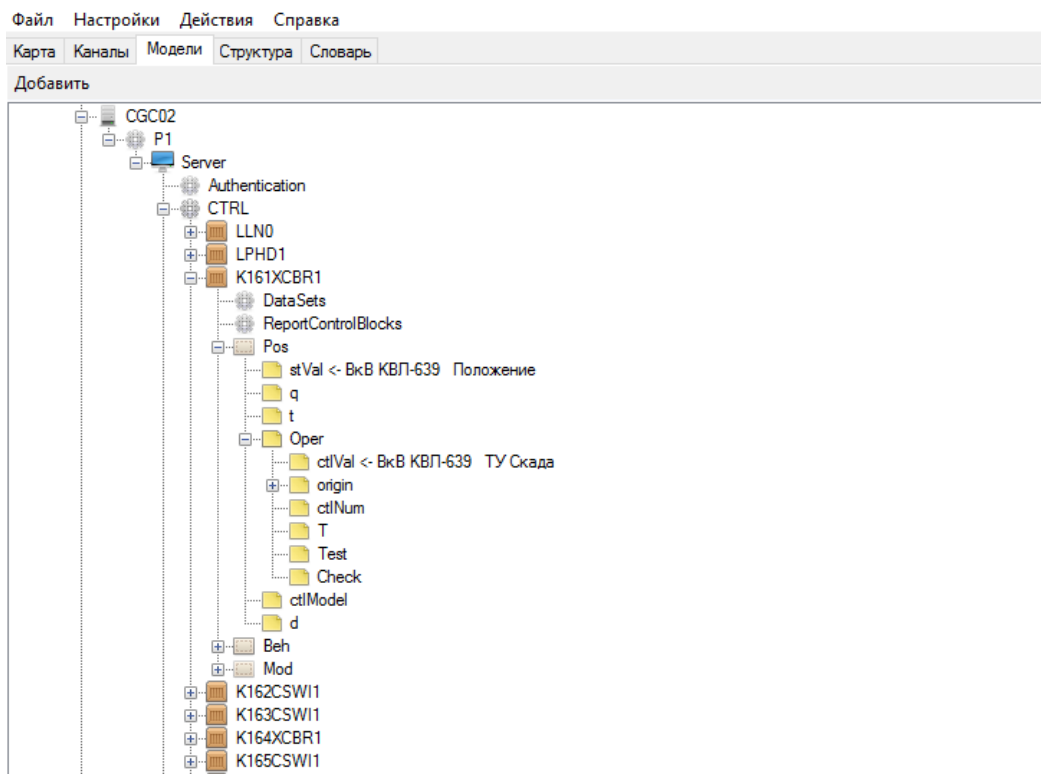 Файл Настройки Действия Справка
Карта Каналы Модели Структура Словарь
Добавить
CGC02
P1
Server
Authentication
CTRL
LLN0
LPHD1
K161XCBR1
DataSets
ReportControlBlocks
Pos
stVal <- ВкВ КВЛ-639 Положение
q
t
Oper
ctlVal <- ВкВ КВЛ-639 ТУ Скада
origin
ctlNum
T
Test
Check
ctlModel
d
Beh
Mod
K162CSWI1
K163CSWI1
K164XCBR1
K165CSWI1